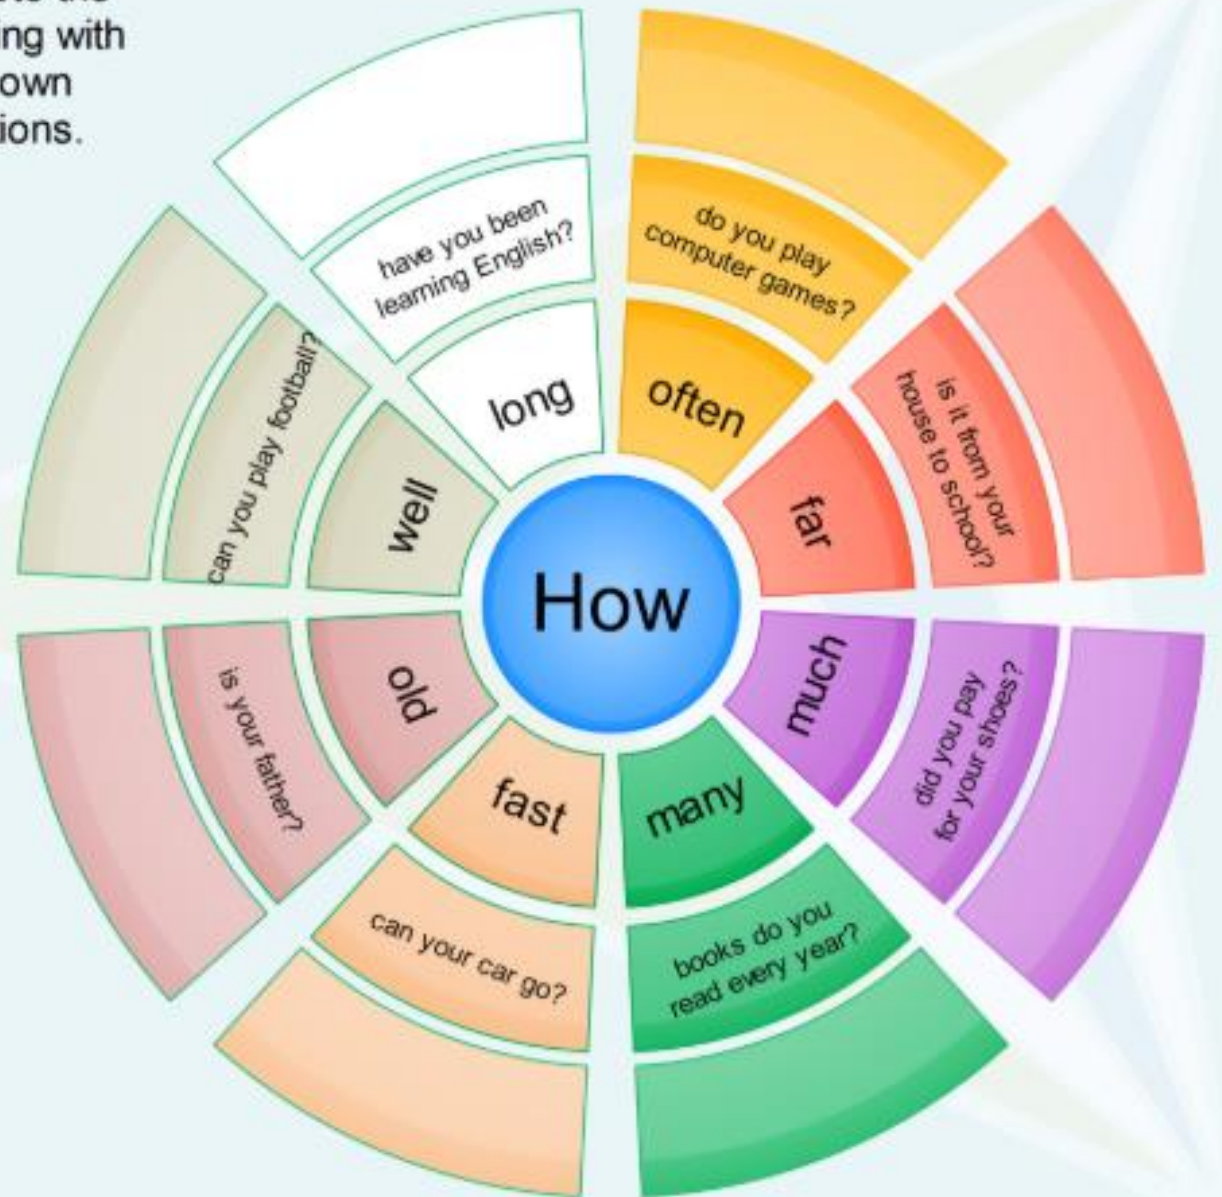 ing with
own
ions.
How
often
do you play
computer games?
far
is it from your
house to school?
much
did you pay
for your shoes?
many
books do you
read every year?
fast
can your car go?
old
is your father?
well
can you play football?
long
have you been
learning English?